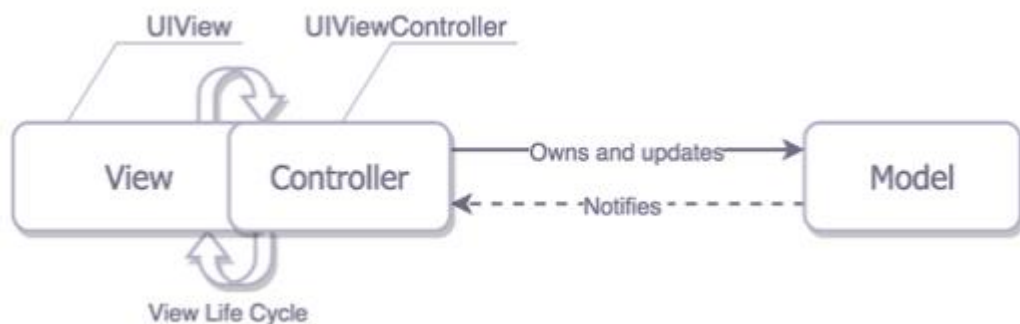 UIView
UIViewController
View
Controller
Owns and updates
Model
Notifies
View Life Cycle